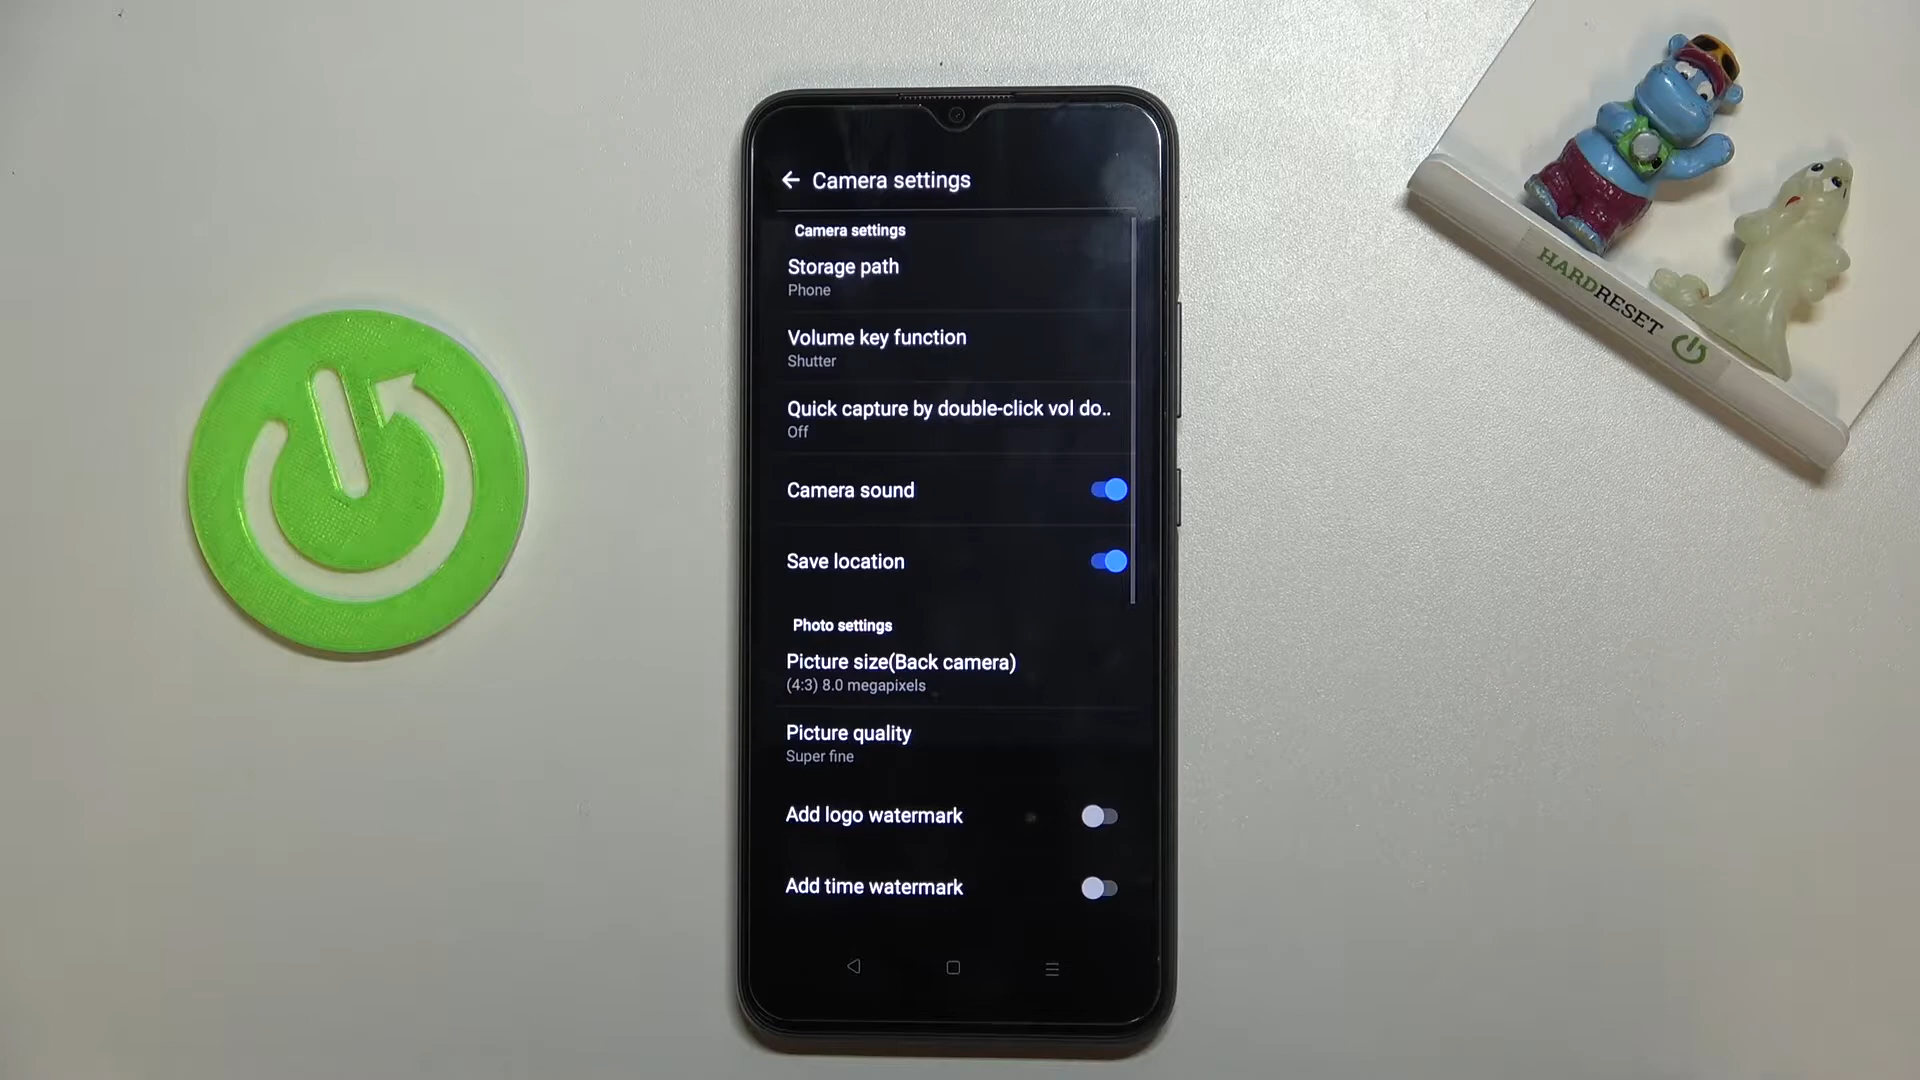 Camera settings
Camera settings
Storage path
Phone
Volume key function
Shutter
Quick capture by double-click vol do..
Off
Camera sound
Save location
Photo settings
Picture size(Back camera)
(4:3) 8.0 megapixels
Picture quality
Super fine
Add logo watermark
Add time watermark
HARDRESET